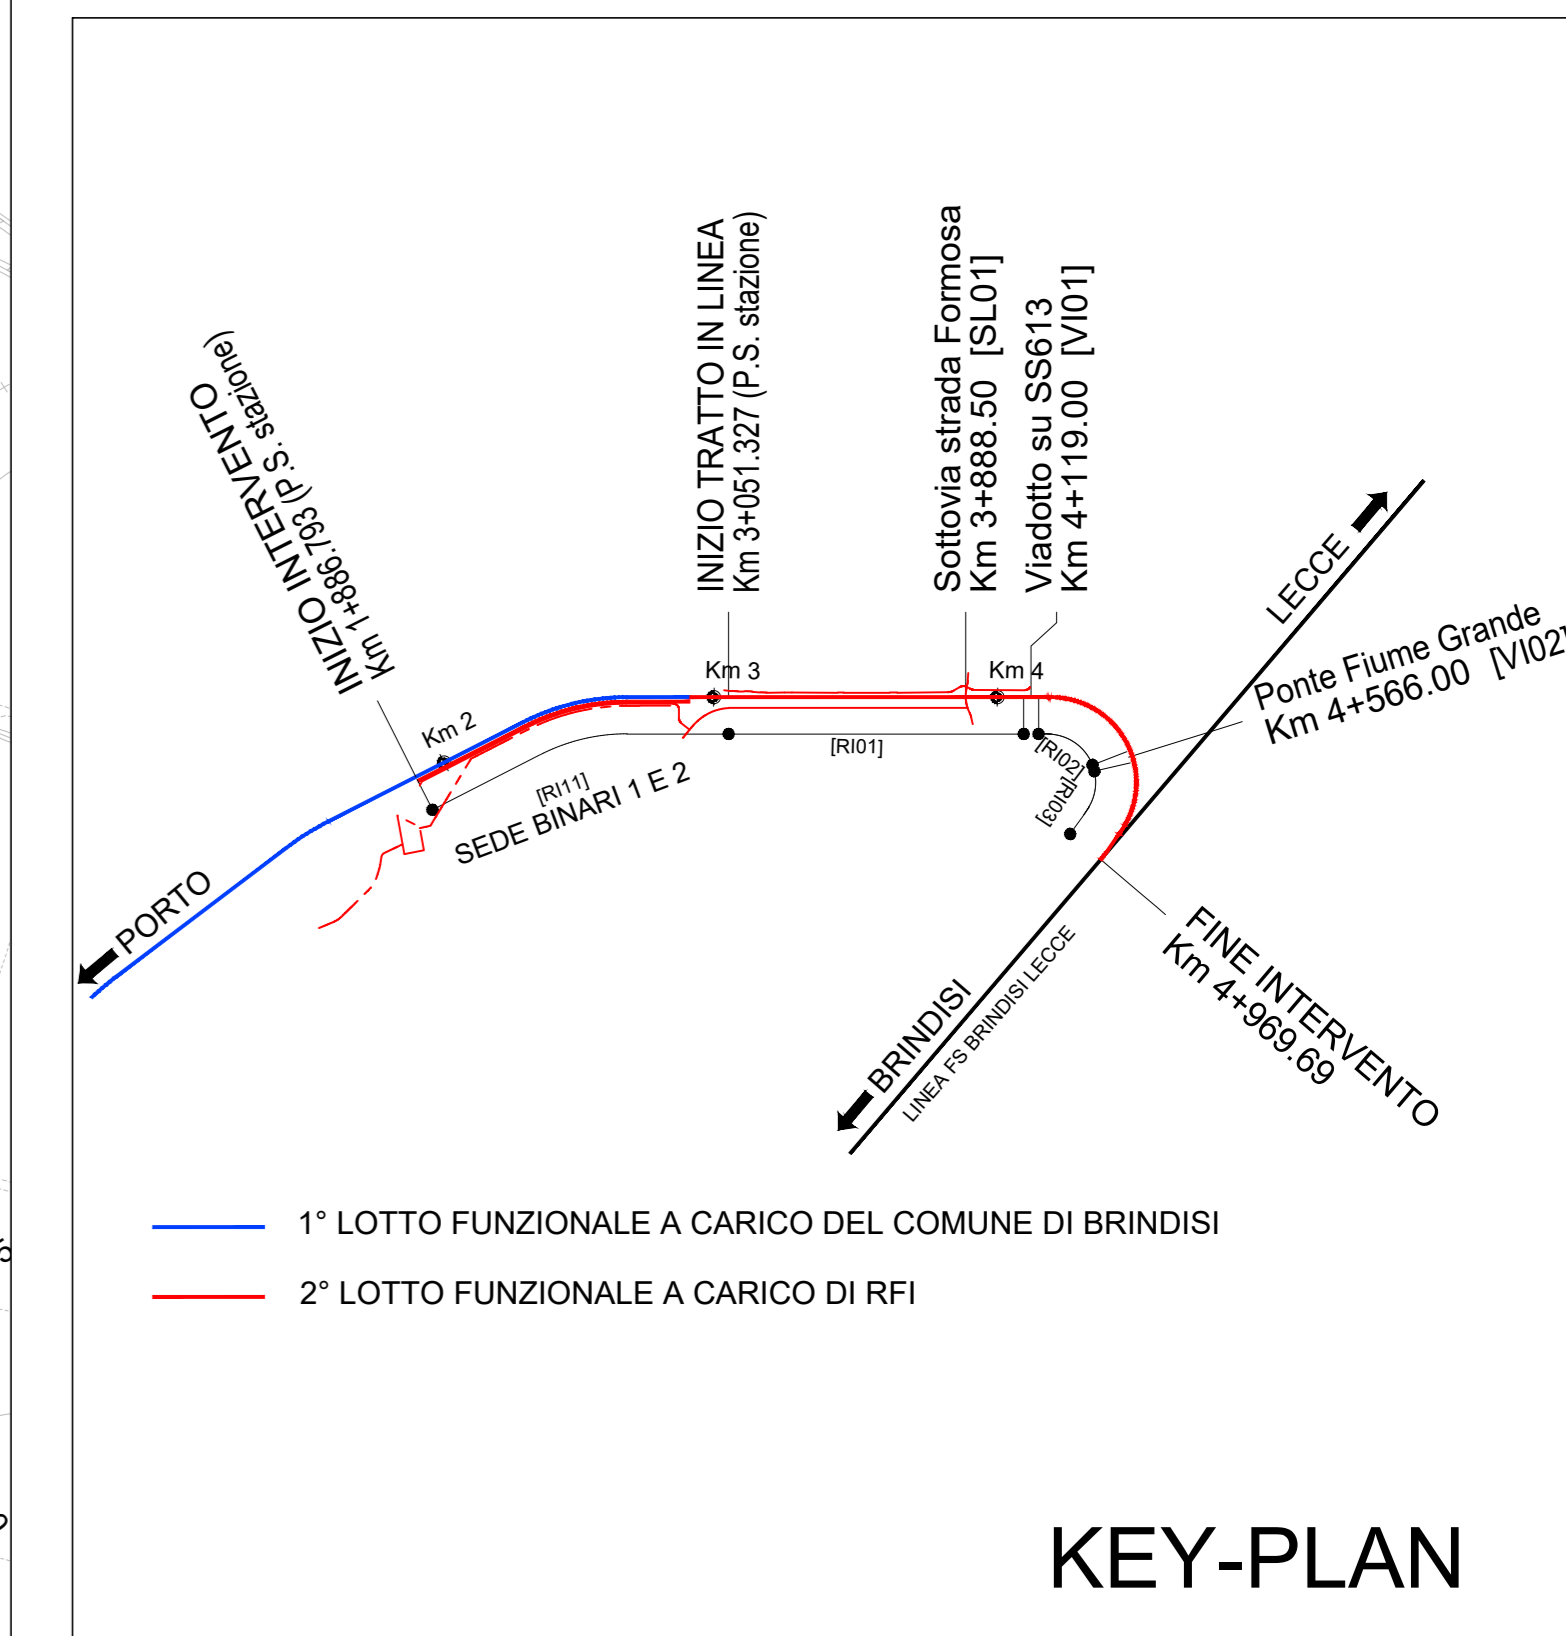 INIZIO INTERVENTO
Km 1+886.793 (P.S. stazione)
INIZIO TRATTO IN LINEA
Km 3+051.327 (P.S. stazione)
Sottovia strada Formosa
Km 3+888.50 [SL01]
Viadotto su SS613
Km 4+119.00 [VI01]
LECCE
Ponte Fiume Grande
Km 4+566.00 [VI02]
Km 2
Km 3
Km 4
[RI11]
SEDE BINARI 1 E 2
[RI01]
[RI02]
[RI03]
PORTO
BRINDISI
LINEA FS BRINDISI LECCE
FINE INTERVENTO
Km 4+969.69
1° LOTTO FUNZIONALE A CARICO DEL COMUNE DI BRINDISI
2° LOTTO FUNZIONALE A CARICO DI RFI
KEY-PLAN